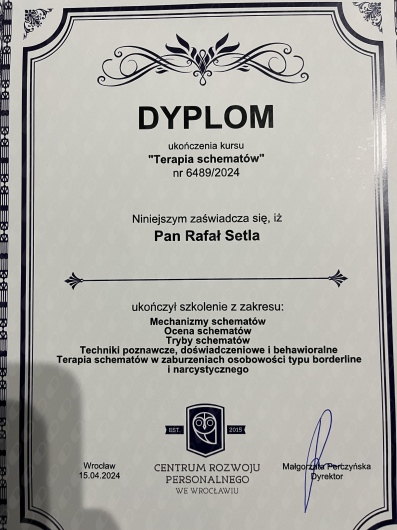 DYPLOM
ukończenia kursu
"Terapia schematów"
nr 6489/2024
Niniejszym zaświadcza się, iż
Pan Rafał Setla
ukończył szkolenie z zakresu:
Mechanizmy schematów
Ocena schematów
Tryby schematów
Techniki poznawcze, doświadczeniowe i behawioralne
Terapia schematów w zaburzeniach osobowości typu borderline
i narcystycznego
EST. 2015
CENTRUM ROZWOJU
PERSONALNEGO
WE WROCŁAWIU
Wrocław
15.04.2024
Małgorzata Perczyńska
Dyrektor